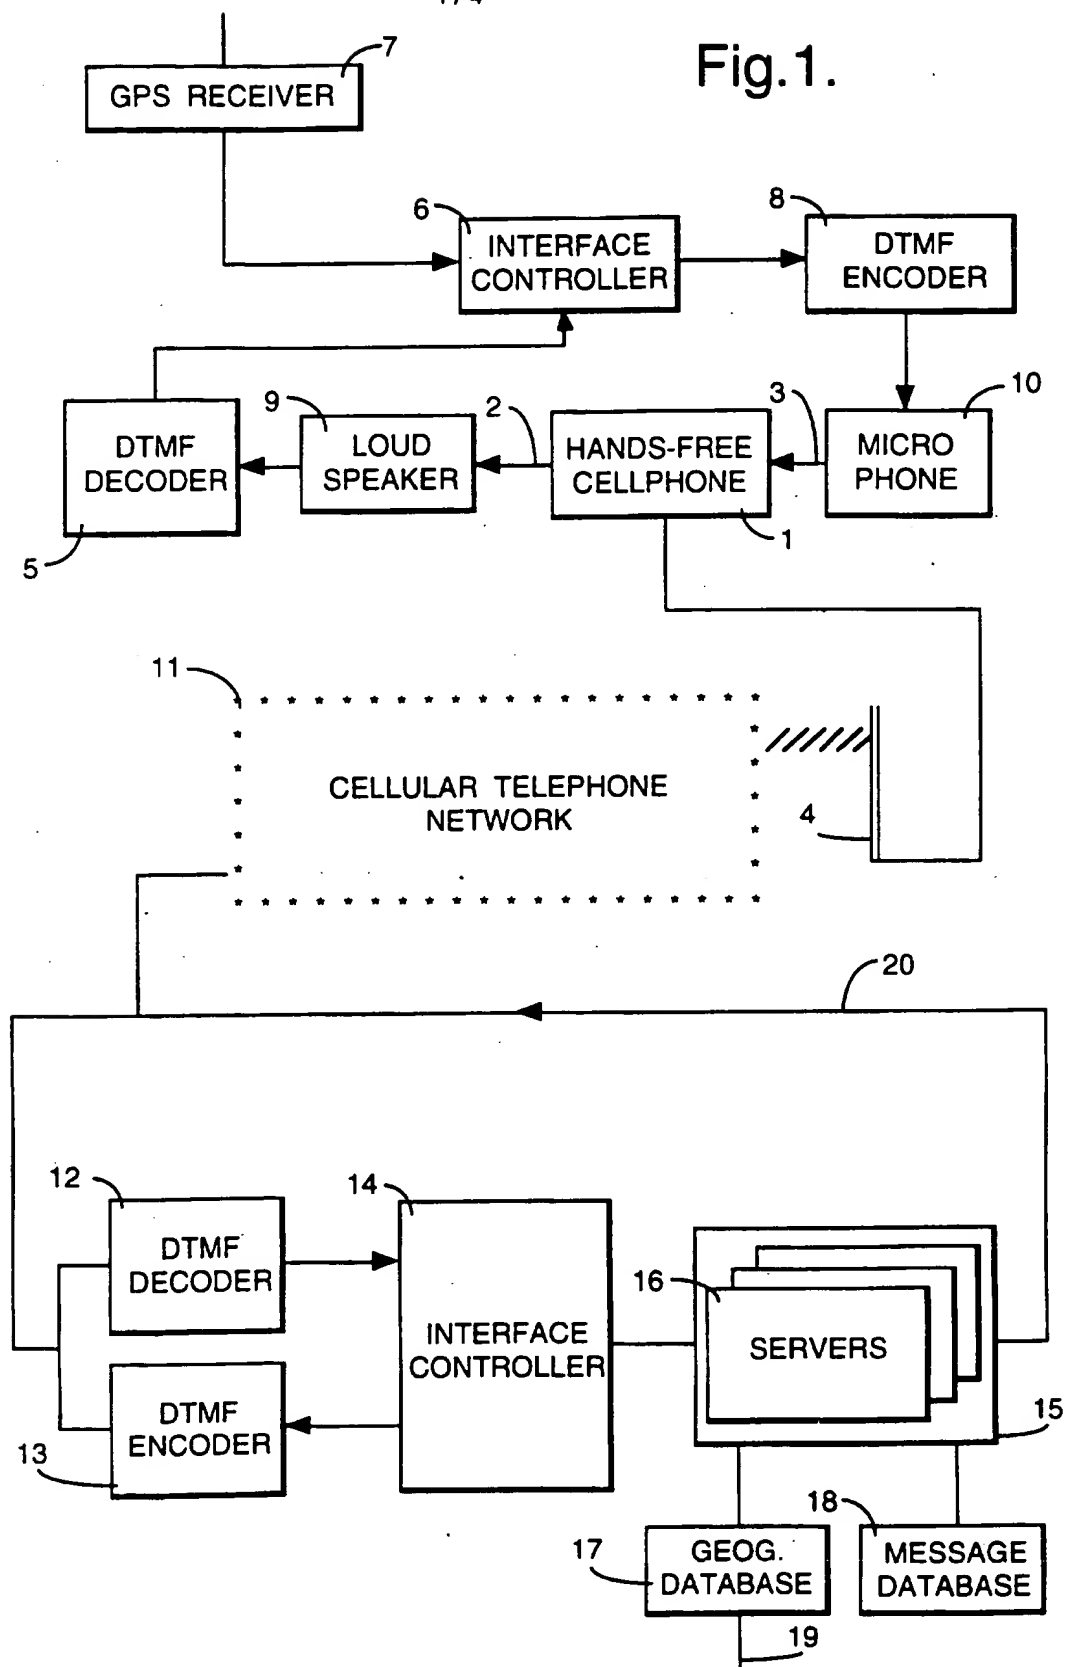 Fig.1.
7
GPS RECEIVER
6
INTERFACE
CONTROLLER
8
DTMF
ENCODER
5
DTMF
DECODER
9
LOUD
SPEAKER
2
HANDS-FREE
CELLPHONE
1
3
10
MICRO
PHONE
11
CELLULAR TELEPHONE
NETWORK
4
20
12
DTMF
DECODER
13
DTMF
ENCODER
14
INTERFACE
CONTROLLER
16
SERVERS
15
17
GEOG.
DATABASE
18
MESSAGE
DATABASE
19